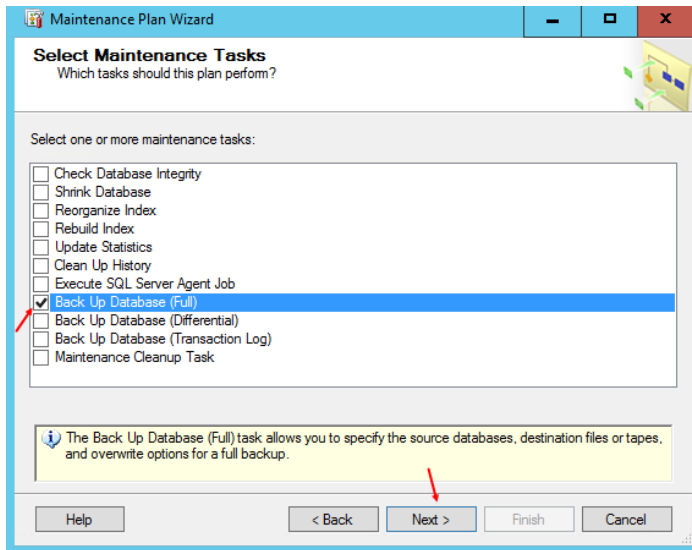 Maintenance Plan Wizard
Select Maintenance Tasks
Which tasks should this plan perform?
Select one or more maintenance tasks:
Check Database Integrity
Shrink Database
Reorganize Index
Rebuild Index
Update Statistics
Clean Up History
Execute SQL Server Agent Job
Back Up Database (Full)
Back Up Database (Differential)
Back Up Database (Transaction Log)
Maintenance Cleanup Task
The Back Up Database (Full) task allows you to specify the source databases, destination files or tapes,
and overwrite options for a full backup.
Help < Back Next > Finish Cancel